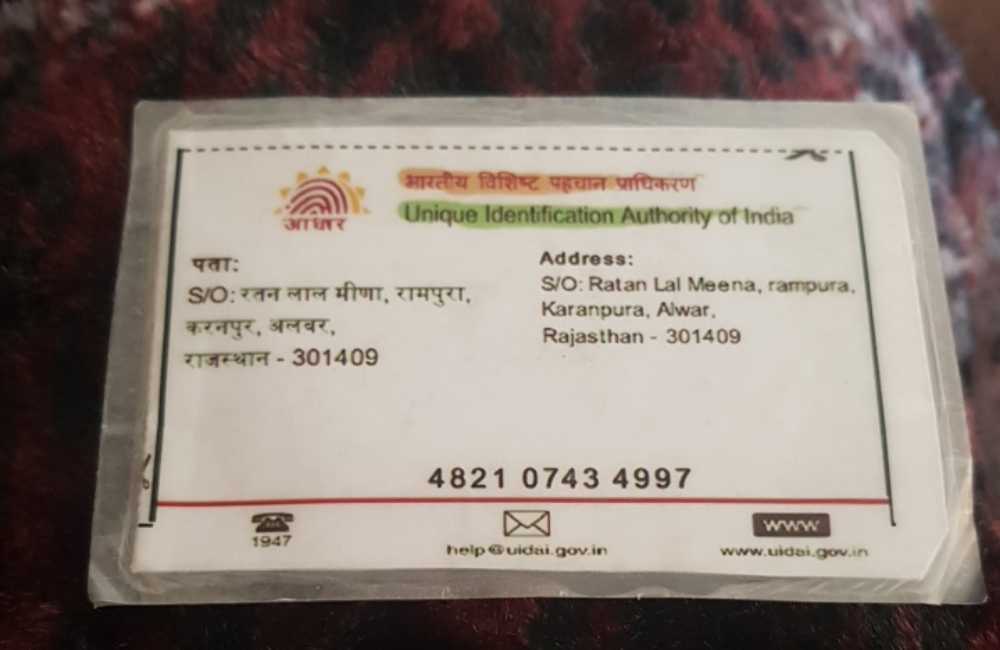 आधार
भारतीय विशिष्ट पहचान प्राधिकरण
Unique Identification Authority of India
पता:
S/O: रतन लाल मीणा, रामपुरा,
करनपुर, अलवर,
राजस्थान - 301409
Address:
S/O: Ratan Lal Meena, rampura,
Karanpura, Alwar,
Rajasthan - 301409
4821 0743 4997
1947
help@uidai.gov.in
www
www.uidai.gov.in